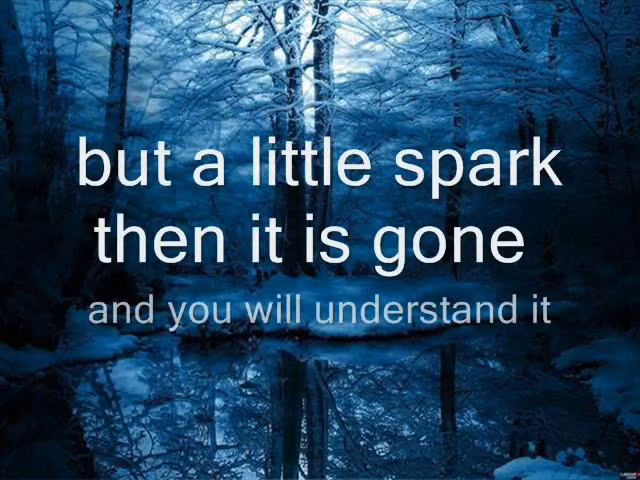 but a little spark
then it is gone
and you will understand it